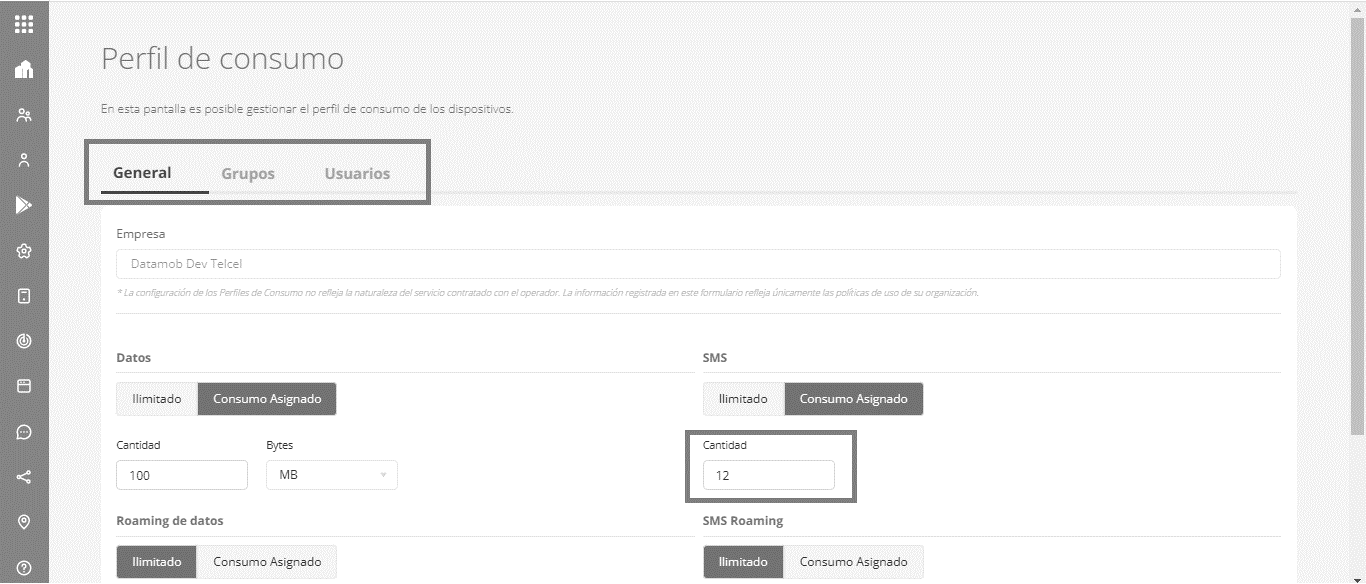 Perfil de consumo
En esta pantalla es posible gestionar el perfil de consumo de los dispositivos.
General Grupos Usuarios
Empresa
Datamob Dev Telcel
* La configuración de los Perfiles de Consumo no refleja la naturaleza del servicio contratado con el operador. La información registrada en este formulario refleja únicamente las políticas de uso de su organización.
Datos SMS
Ilimitado Consumo Asignado Ilimitado Consumo Asignado
Cantidad Bytes Cantidad
100 MB 12
Roaming de datos SMS Roaming
Ilimitado Consumo Asignado Ilimitado Consumo Asignado